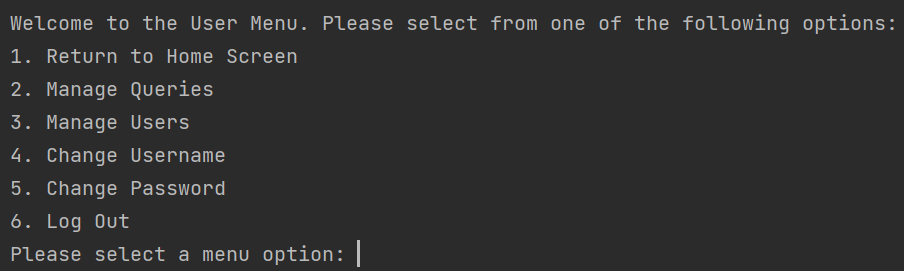 Welcome to the User Menu. Please select from one of the following options:
1. Return to Home Screen
2. Manage Queries
3. Manage Users
4. Change Username
5. Change Password
6. Log Out
Please select a menu option: